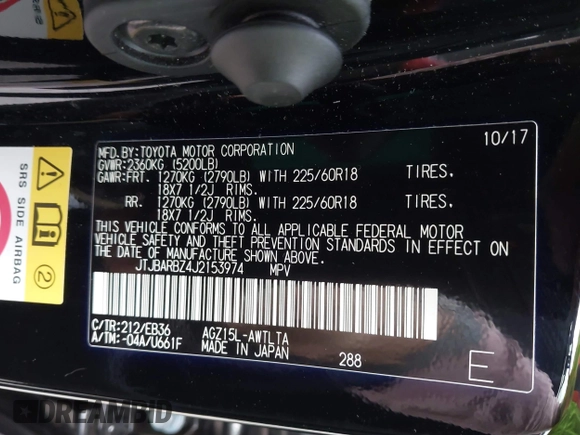 MFD.BY:TOYOTA MOTOR CORPORATION 10/17
GVWR:2360KG (5200LB)
GAWR:FRT. 1270KG (2790LB) WITH 225/60R18 TIRES,
18X7 1/2J RIMS.
RR. 1270KG (2790LB) WITH 225/60R18 TIRES,
18X7 1/2J RIMS.
THIS VEHICLE CONFORMS TO ALL APPLICABLE FEDERAL MOTOR
VEHICLE SAFETY AND THEFT PREVENTION STANDARDS IN EFFECT ON
THE DATE OF MANUFACTURE SHOWN ABOVE.
JTJBARBZ4J2153974 MPV
C/TR:212/EB36 AGZ15L-AWTLTA
A/TM:-04A/U661F MADE IN JAPAN 288
E
SRS
SIDE AIRBAG
2
DREAMBID